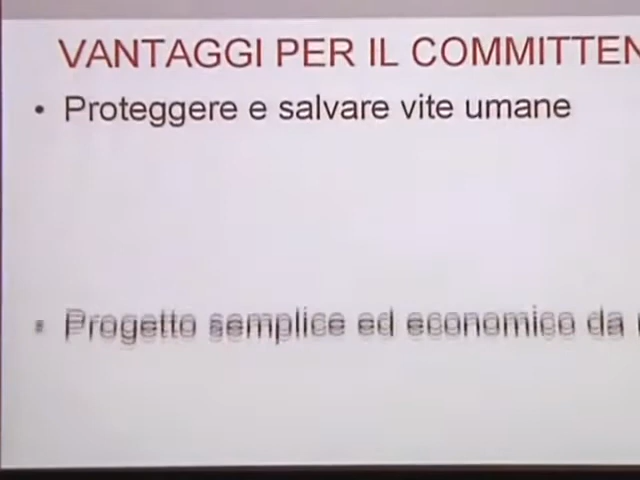 VANTAGGI PER IL COMMITTEN
• Proteggere e salvare vite umane
• Progetto semplice ed economico da